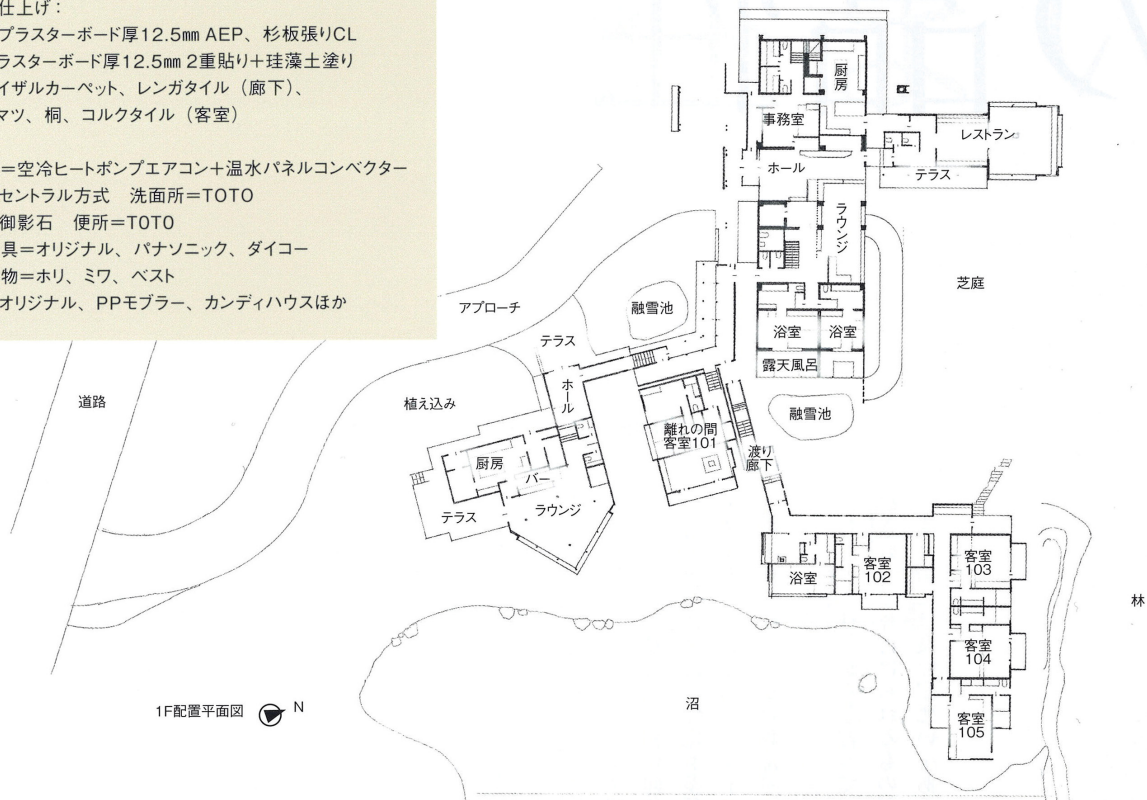 仕上げ：
プラスターボード厚12.5㎜ AEP、杉板張りCL
ラスターボード厚12.5㎜ 2重貼り＋珪藻土塗り
イザルカーペット、レンガタイル（廊下）、
マツ、桐、コルクタイル（客室）
＝空冷ヒートポンプエアコン＋温水パネルコンベクター
セントラル方式　洗面所＝TOTO
御影石　便所＝TOTO
具＝オリジナル、パナソニック、ダイコー
物＝ホリ、ミワ、ベスト
オリジナル、PPモブラー、カンディハウスほか
厨房
事務室
レストラン
ホール
テラス
ラウンジ
芝庭
アプローチ
融雪池
浴室
浴室
テラス
露天風呂
道路
植え込み
ホール
融雪池
離れの間
客室101
渡り
廊下
厨房
バー
テラス
ラウンジ
浴室
客室
102
客室
103
林
客室
104
沼
客室
105
1F配置平面図
N